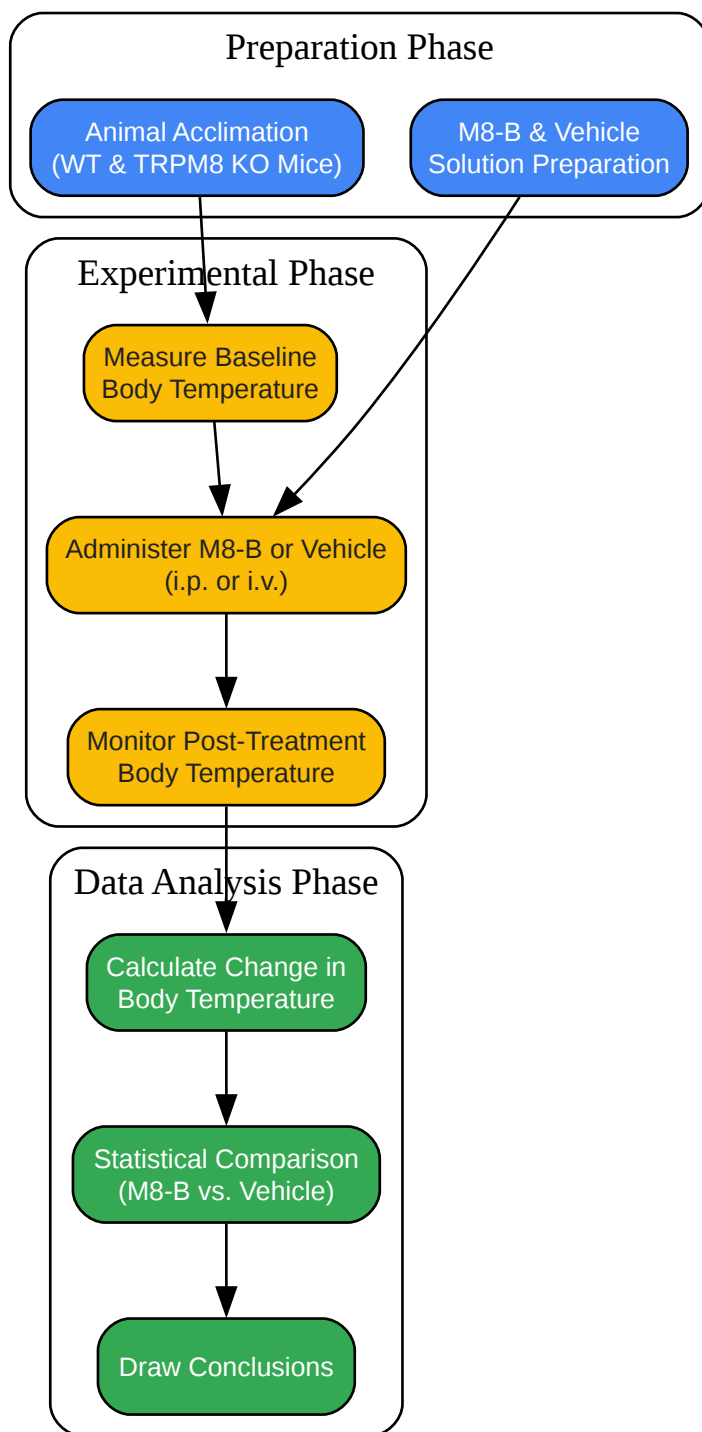 Preparation Phase
Animal Acclimation
(WT & TRPM8 KO Mice)
M8-B & Vehicle
Solution Preparation
Experimental Phase
Measure Baseline
Body Temperature
Administer M8-B or Vehicle
(i.p. or i.v.)
Monitor Post-Treatment
Body Temperature
Data Analysis Phase
Calculate Change in
Body Temperature
Statistical Comparison
(M8-B vs. Vehicle)
Draw Conclusions